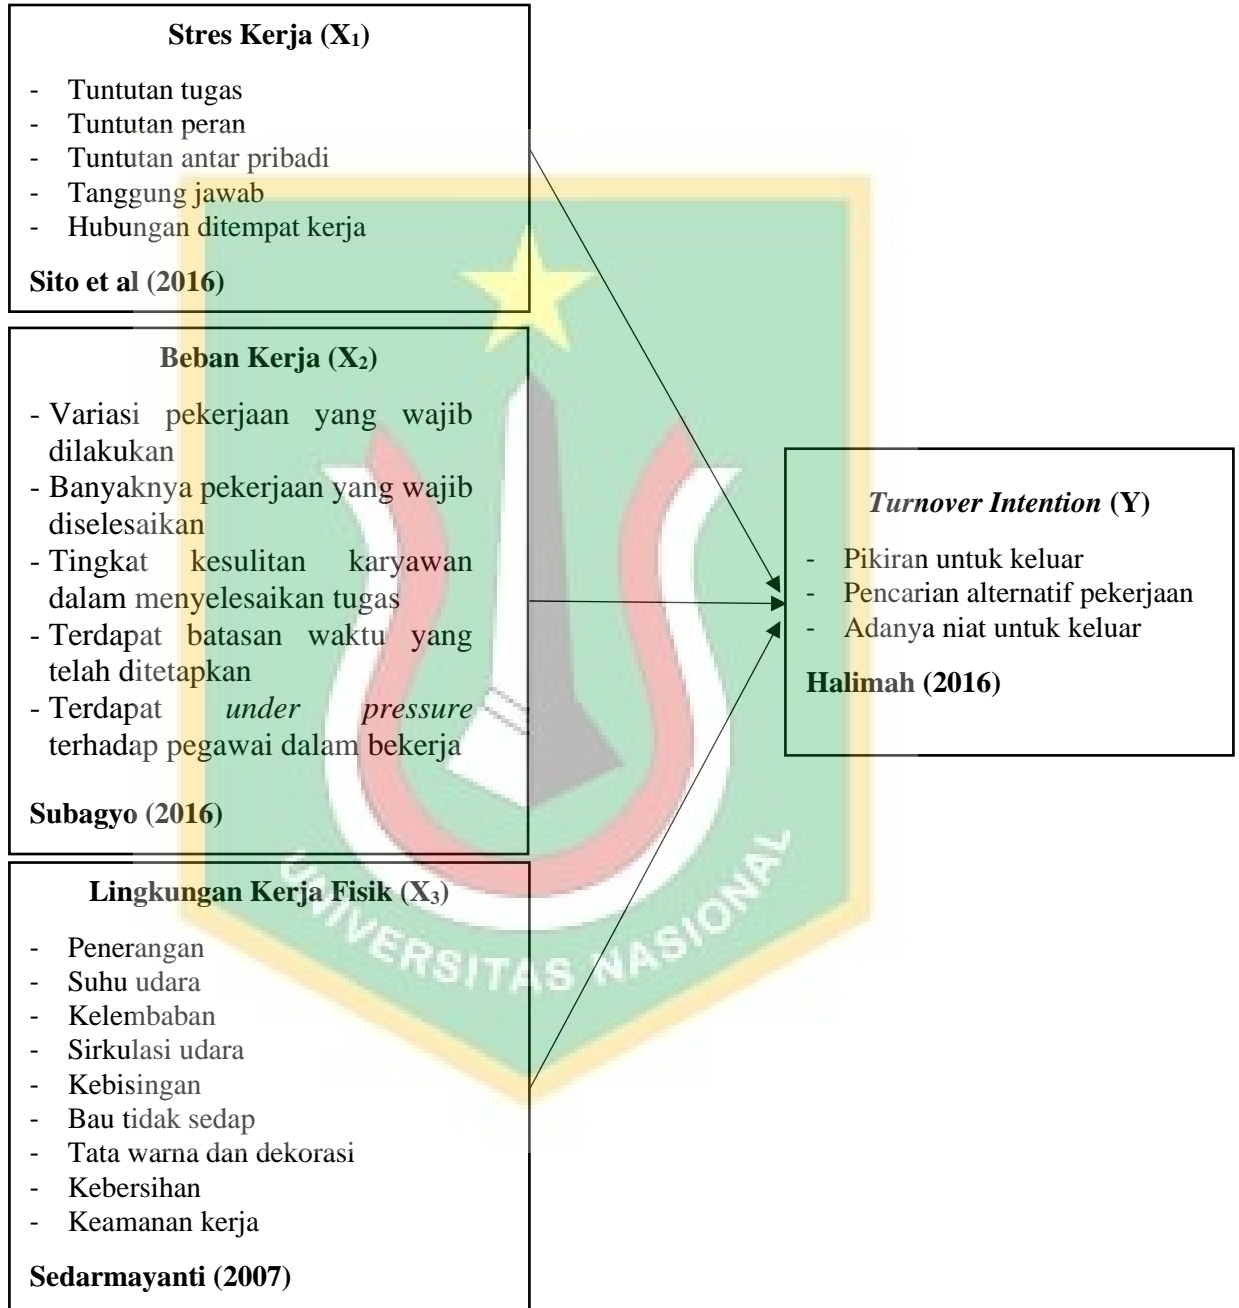 Stres Kerja (X₁)
- Tuntutan tugas
- Tuntutan peran
- Tuntutan antar pribadi
- Tanggung jawab
- Hubungan ditempat kerja
Sito et al (2016)
Beban Kerja (X₂)
- Variasi pekerjaan yang wajib
dilakukan
- Banyaknya pekerjaan yang wajib
diselesaikan
- Tingkat kesulitan karyawan
dalam menyelesaikan tugas
- Terdapat batasan waktu yang
telah ditetapkan
- Terdapat under pressure
terhadap pegawai dalam bekerja
Subagyo (2016)
Lingkungan Kerja Fisik (X₃)
- Penerangan
- Suhu udara
- Kelembaban
- Sirkulasi udara
- Kebisingan
- Bau tidak sedap
- Tata warna dan dekorasi
- Kebersihan
- Keamanan kerja
Sedarmayanti (2007)
Turnover Intention (Y)
- Pikiran untuk keluar
- Pencarian alternatif pekerjaan
- Adanya niat untuk keluar
Halimah (2016)
UNIVERSITAS NASIONAL